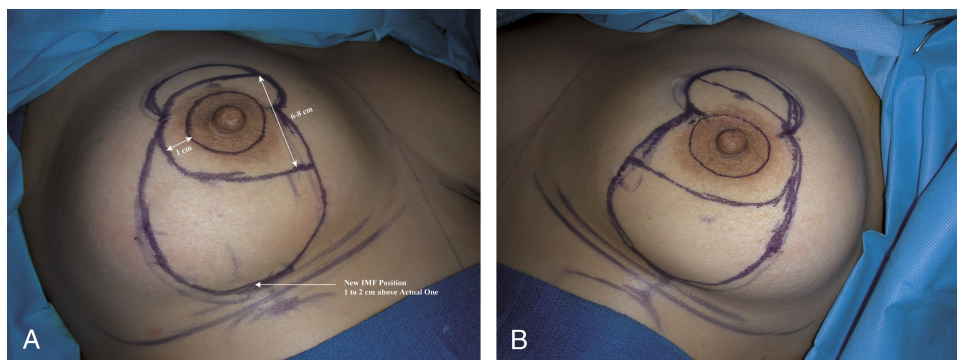 6-8 cm
1 cm
New IMF Position
1 to 2 cm above Actual One
A
B